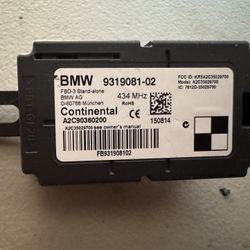 BMW 9319081-02
FBD-3 Stand-alone
BMW AG
D-80788 München
434 MHz
RoHS
FCC ID: KR5A2C35029700
Model: A2C35029700
IC: 7812D-35029700
Continental
A2C90360200
150814
A2C35029700 see owner's manual
FB931908102